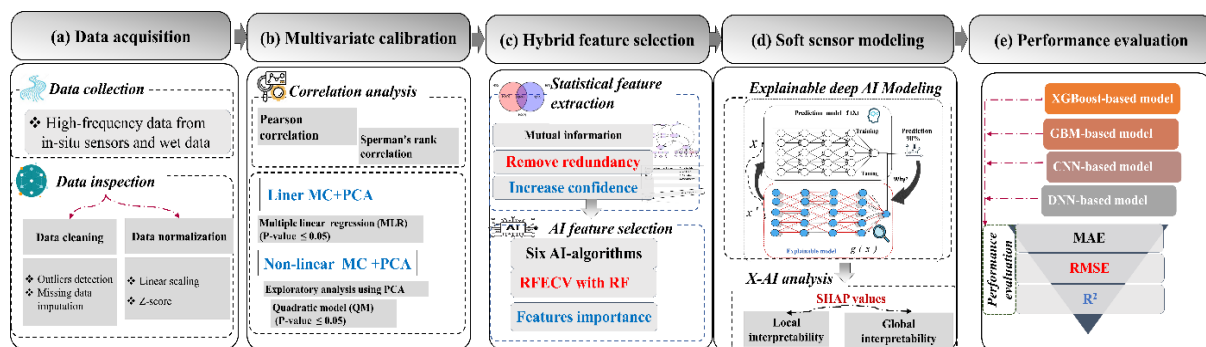 (a) Data acquisition
Data collection
❖ High-frequency data from
in-situ sensors and wet data
Data inspection
Data cleaning
❖ Outliers detection
❖ Missing data
imputation
Data normalization
❖ Linear scaling
❖ Z-score
(b) Multivariate calibration
Correlation analysis
Pearson
correlation
Sperman's rank
correlation
Liner MC+PCA
Multiple linear regression (MLR)
(P-value ≤ 0.05)
Non-linear MC +PCA
Exploratory analysis using PCA
Quadratic model (QM)
(P-value ≤ 0.05)
(c) Hybrid feature selection
Statistical feature
extraction
Mutual information
Remove redundancy
Increase confidence
AI
AI feature selection
Six AI-algorithms
RFECV with RF
Features importance
(d) Soft sensor modeling
Explainable deep AI Modeling
Prediction model f(X)
Training
Prediction
90%
Why?
X
x'
Explainable model
g ( x )
X-AI analysis
SHAP values
Local
interpretability
Global
interpretability
(e) Performance evaluation
XGBoost-based model
GBM-based model
CNN-based model
DNN-based model
Performance
evaluation
MAE
RMSE
R²